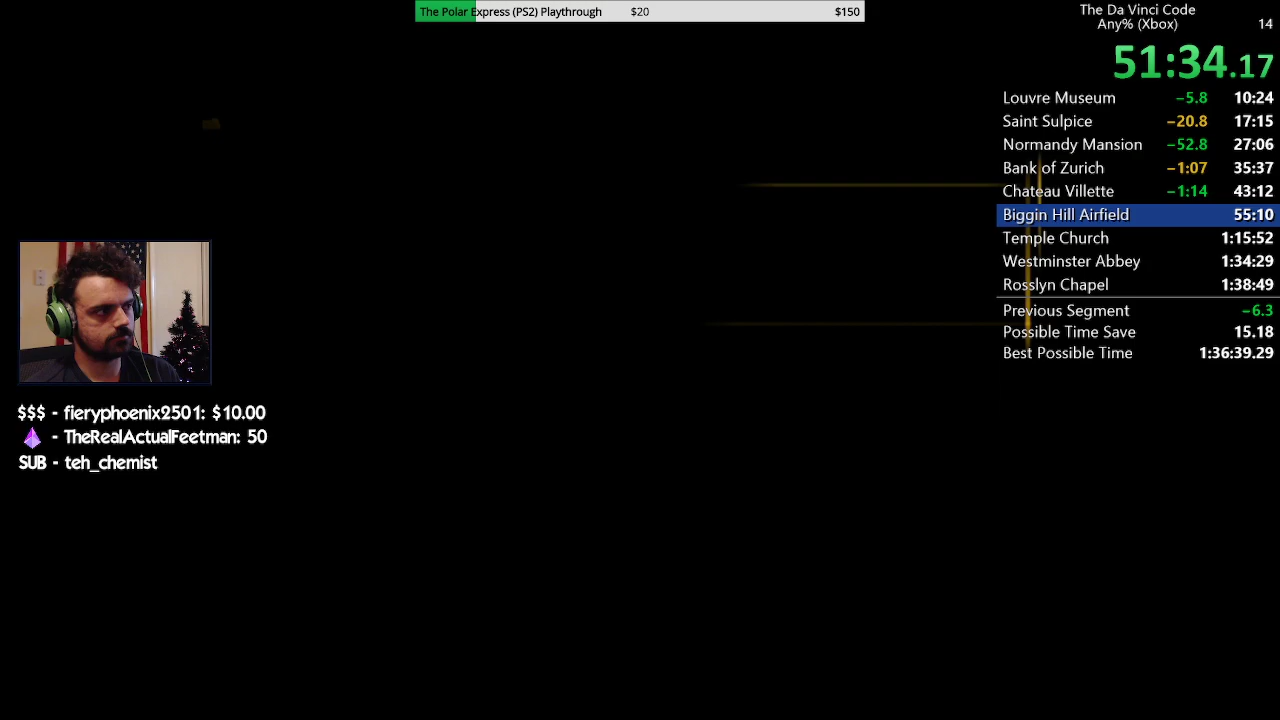 The Polar Express (PS2) Playthrough $20 $150
The Da Vinci Code
Any% (Xbox) 14
51:34.17
Louvre Museum −5.8 10:24
Saint Sulpice −20.8 17:15
Normandy Mansion −52.8 27:06
Bank of Zurich −1:07 35:37
Chateau Villette −1:14 43:12
Biggin Hill Airfield 55:10
Temple Church 1:15:52
Westminster Abbey 1:34:29
Rosslyn Chapel 1:38:49
Previous Segment −6.3
Possible Time Save 15.18
Best Possible Time 1:36:39.29
$$$ - fieryphoenix2501: $10.00
- TheRealActualFeetman: 50
SUB - teh_chemist